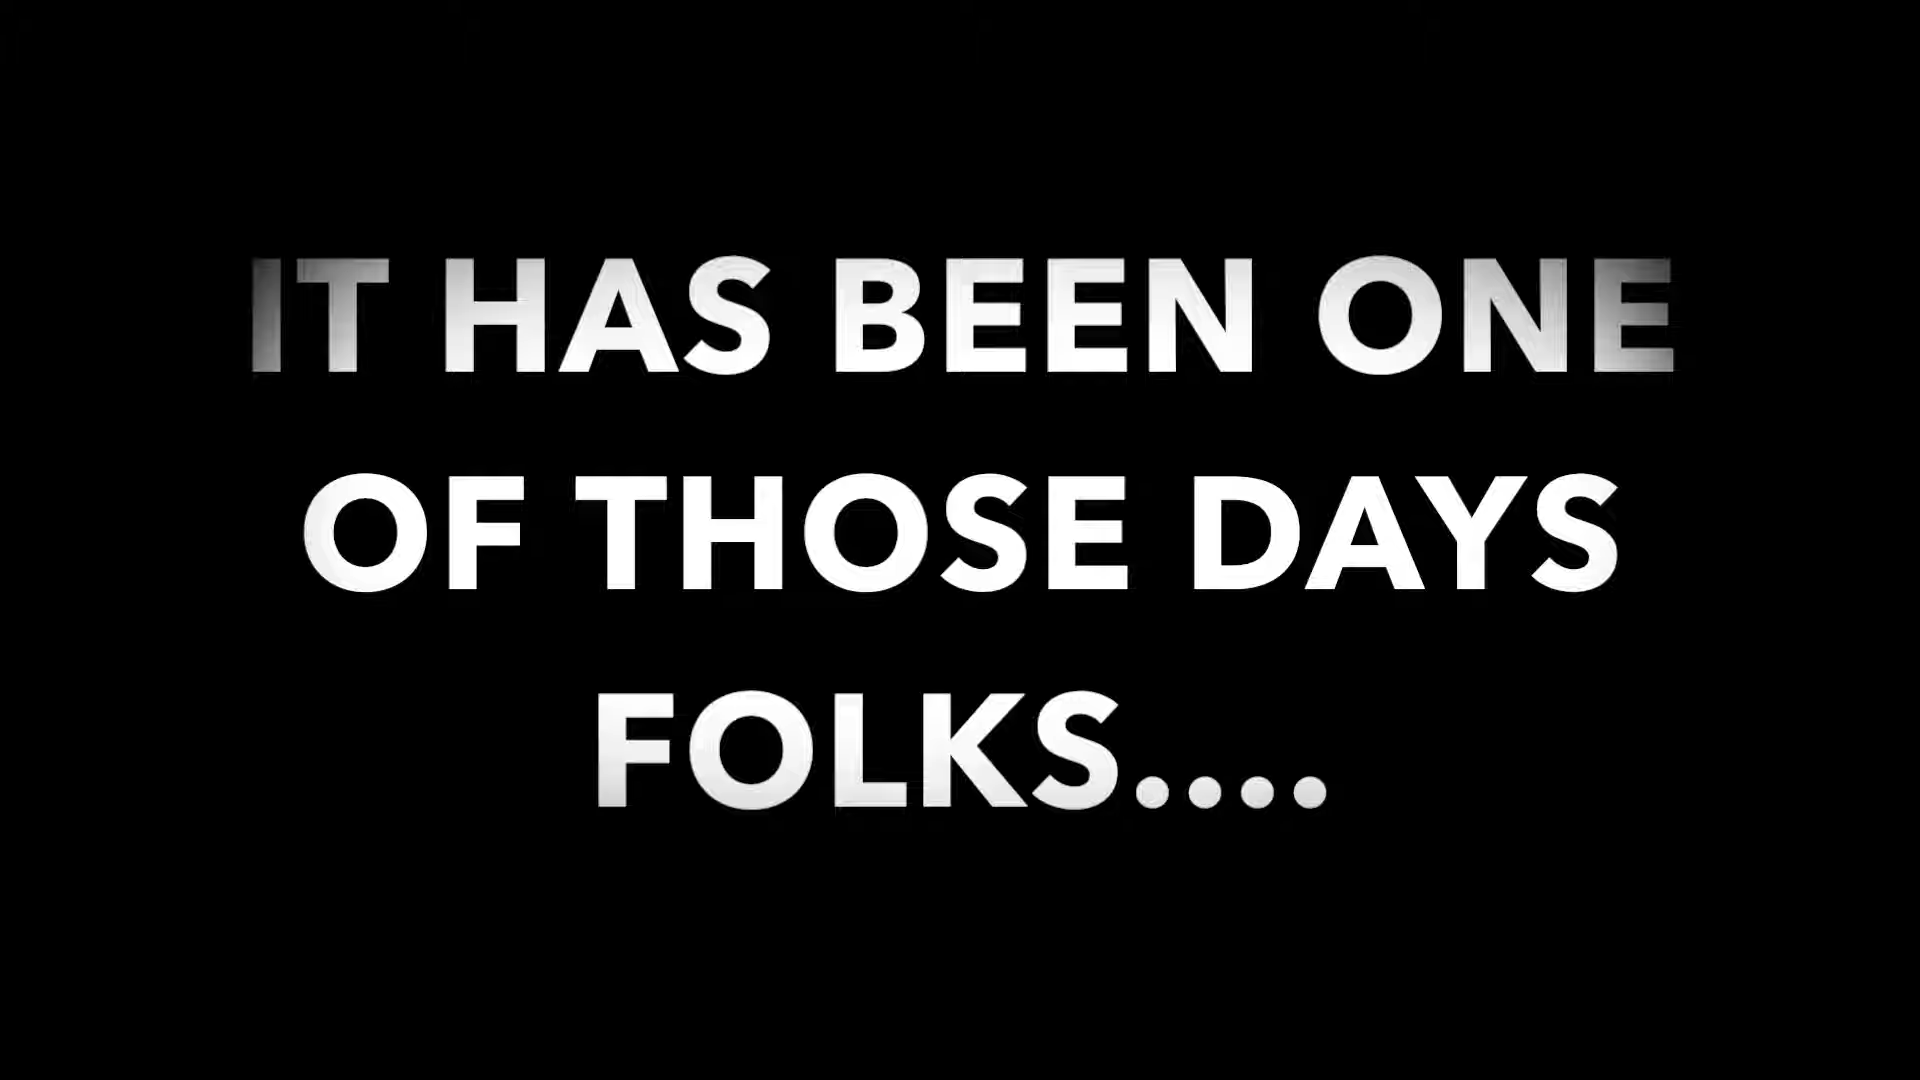 IT HAS BEEN ONE
OF THOSE DAYS
FOLKS....